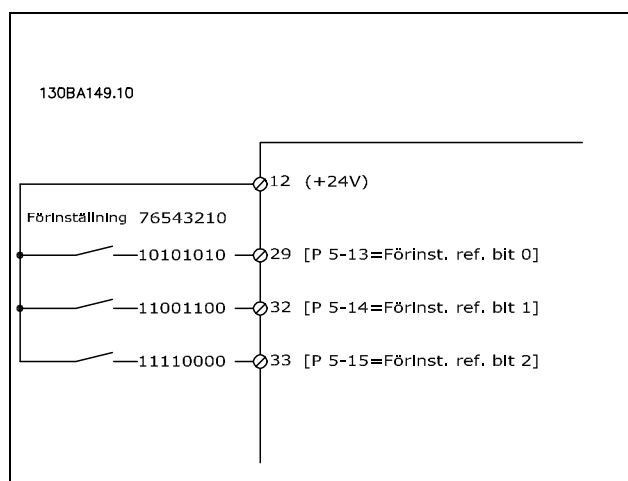 130BA149.10
12 (+24V)
Förinställning 76543210
10101010 29 [P 5-13=Förinst. ref. bit 0]
11001100 32 [P 5-14=Förinst. ref. bit 1]
11110000 33 [P 5-15=Förinst. ref. bit 2]